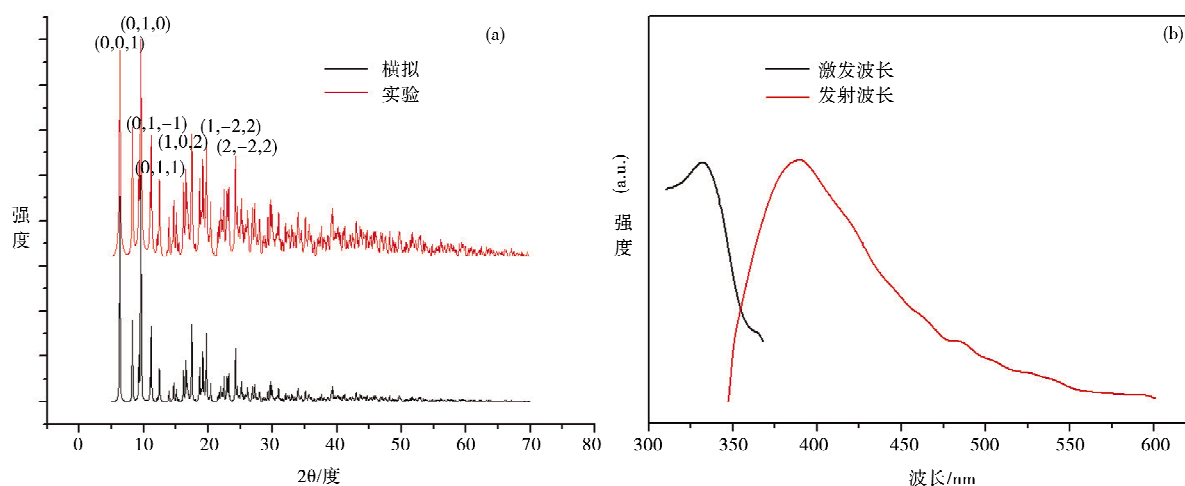 (a)
(0,1,0)
(0,0,1)
横拟
实验
(0,1,−1)
(1,−2,2)
(1,0,2)
(2,−2,2)
(0,1,1)
强度
0 10 20 30 40 50 60 70 80
2θ/度
(b)
激发波长
发射波长
(a.u.)
强度
300 350 400 450 500 550 600
波长/nm